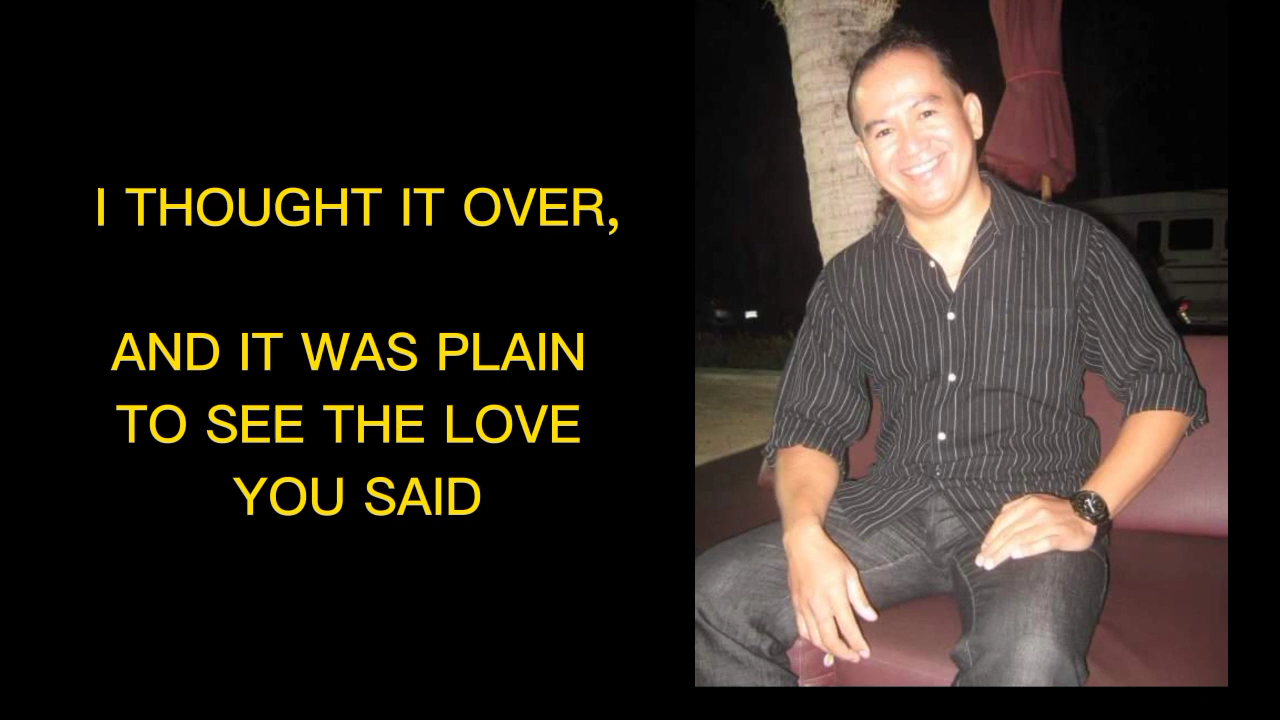 I THOUGHT IT OVER,
AND IT WAS PLAIN
TO SEE THE LOVE
YOU SAID